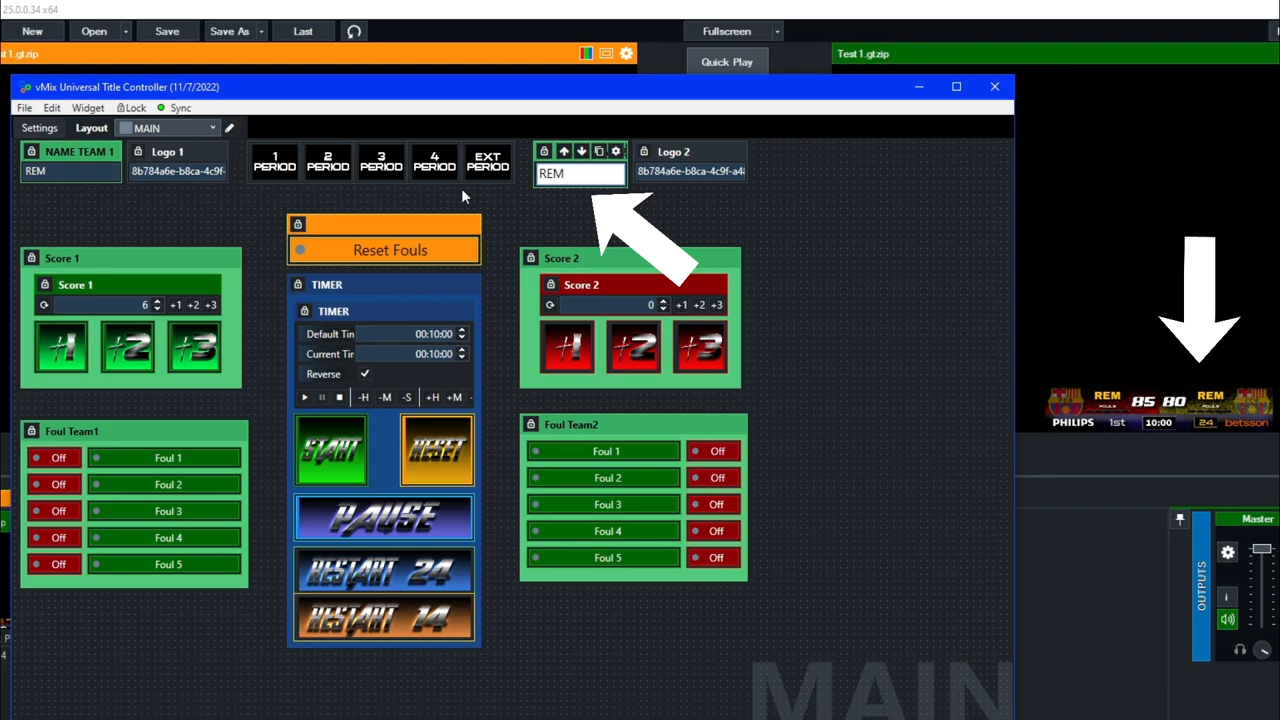 25.0.0.34 x64
New Open Save Save As Last Fullscreen
t1.gtzip Quick Play Test1.gtzip
vMix Universal Title Controller (11/7/2022)
File Edit Widget Lock Sync
Settings Layout MAIN
NAME TEAM 1 Logo 1
REM 8b784a6e-b8ca-4c9f-
1 PERIOD
2 PERIOD
3 PERIOD
4 PERIOD
EXT PERIOD
Logo 2
REM 8b784a6e-b8ca-4c9f-a4
Score 1
Score 1
6 +1 +2 +3
+1 +2 +3
Reset Fouls
TIMER
TIMER
Default Tin 00:10:00
Current Tir 00:10:00
Reverse
-H -M -S +H +M
START RESET
PAUSE
RESTART 24
RESTART 14
Score 2
Score 2
0 +1 +2 +3
+1 +2 +3
Foul Team1
Off Foul 1
Off Foul 2
Off Foul 3
Off Foul 4
Off Foul 5
Foul Team2
Foul 1 Off
Foul 2 Off
Foul 3 Off
Foul 4 Off
Foul 5 Off
REM 85 80 REM
FOULS FOULS
PHILIPS 1st 10:00 24 betsson
Master
OUTPUTS
MAIN